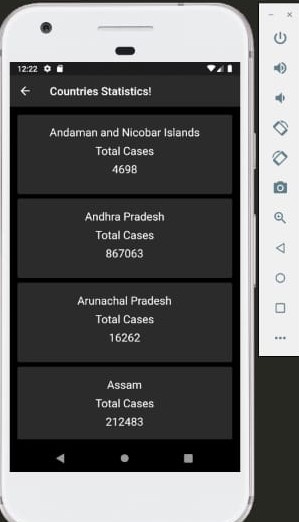 12:22
Countries Statistics!
Andaman and Nicobar Islands
Total Cases
4698
Andhra Pradesh
Total Cases
867063
Arunachal Pradesh
Total Cases
16262
Assam
Total Cases
212483